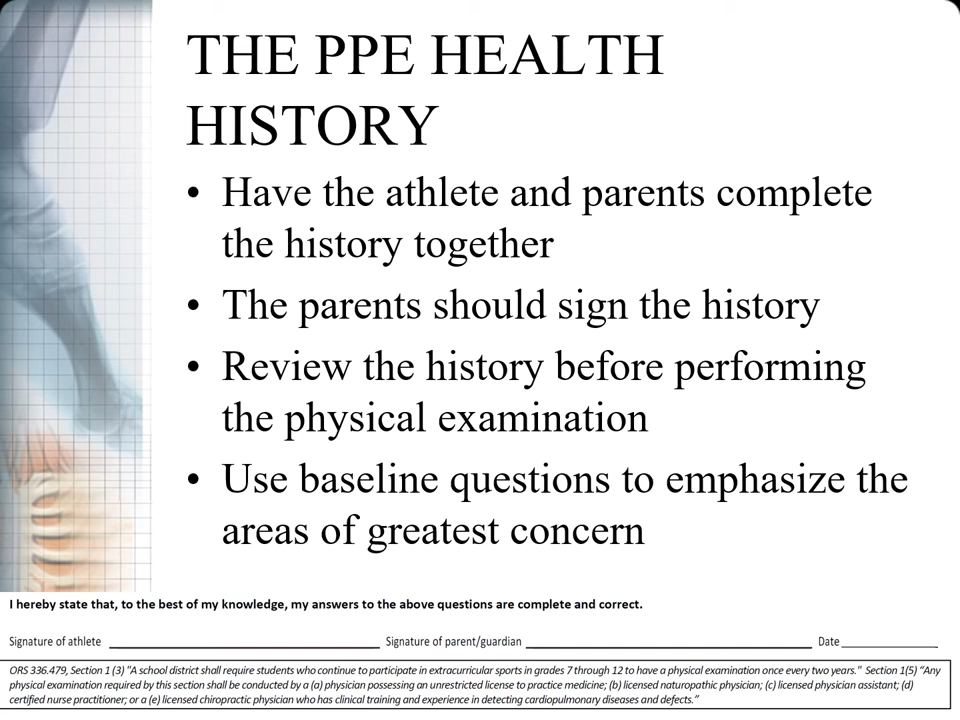 THE PPE HEALTH
HISTORY
• Have the athlete and parents complete
the history together
• The parents should sign the history
• Review the history before performing
the physical examination
• Use baseline questions to emphasize the
areas of greatest concern
I hereby state that, to the best of my knowledge, my answers to the above questions are complete and correct.
Signature of athlete ____ Signature of parent/guardian ____ Date ____
ORS 336.479, Section 1 (3) "A school district shall require students who continue to participate in extracurricular sports in grades 7 through 12 to have a physical examination once every two years." Section 1(5) “Any
physical examination required by this section shall be conducted by a (a) physician possessing an unrestricted license to practice medicine; (b) licensed naturopathic physician; (c) licensed physician assistant; (d)
certified nurse practitioner; or a (e) licensed chiropractic physician who has clinical training and experience in detecting cardiopulmonary diseases and defects.”